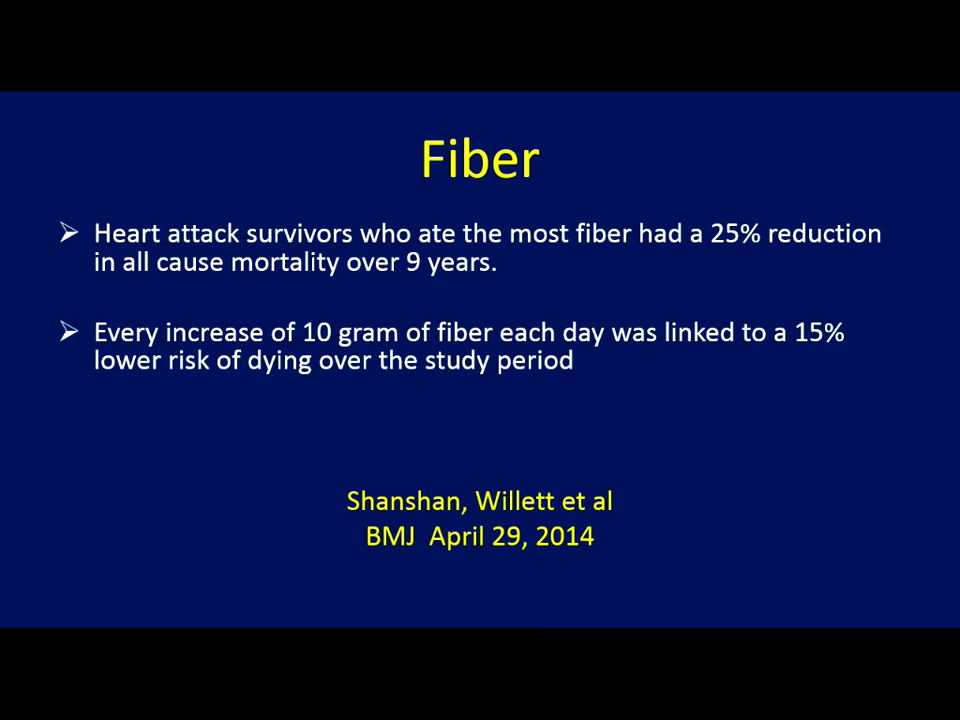 Fiber
➢ Heart attack survivors who ate the most fiber had a 25% reduction
in all cause mortality over 9 years.
➢ Every increase of 10 gram of fiber each day was linked to a 15%
lower risk of dying over the study period
Shanshan, Willett et al
BMJ  April 29, 2014